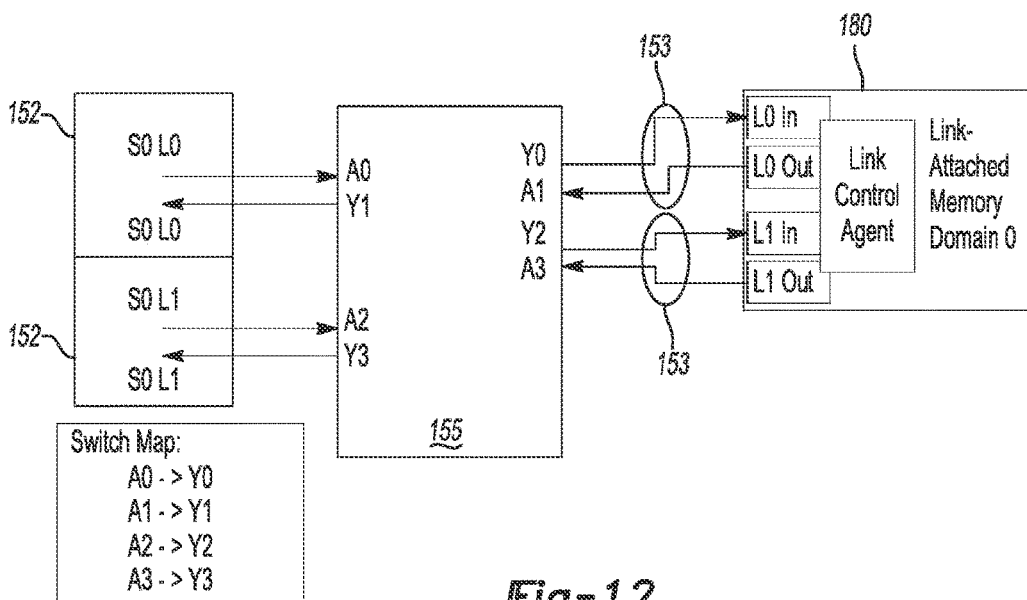 153
180
152
S0 L0
S0 L0
A0
Y1
Y0
A1
L0 In
L0 Out
Link
Control
Agent
Link-
Attached
Memory
Domain 0
152
S0 L1
S0 L1
A2
Y3
Y2
A3
L1 In
L1 Out
153
155
Switch Map:
A0 - > Y0
A1 - > Y1
A2 - > Y2
A3 - > Y3
Fig-12